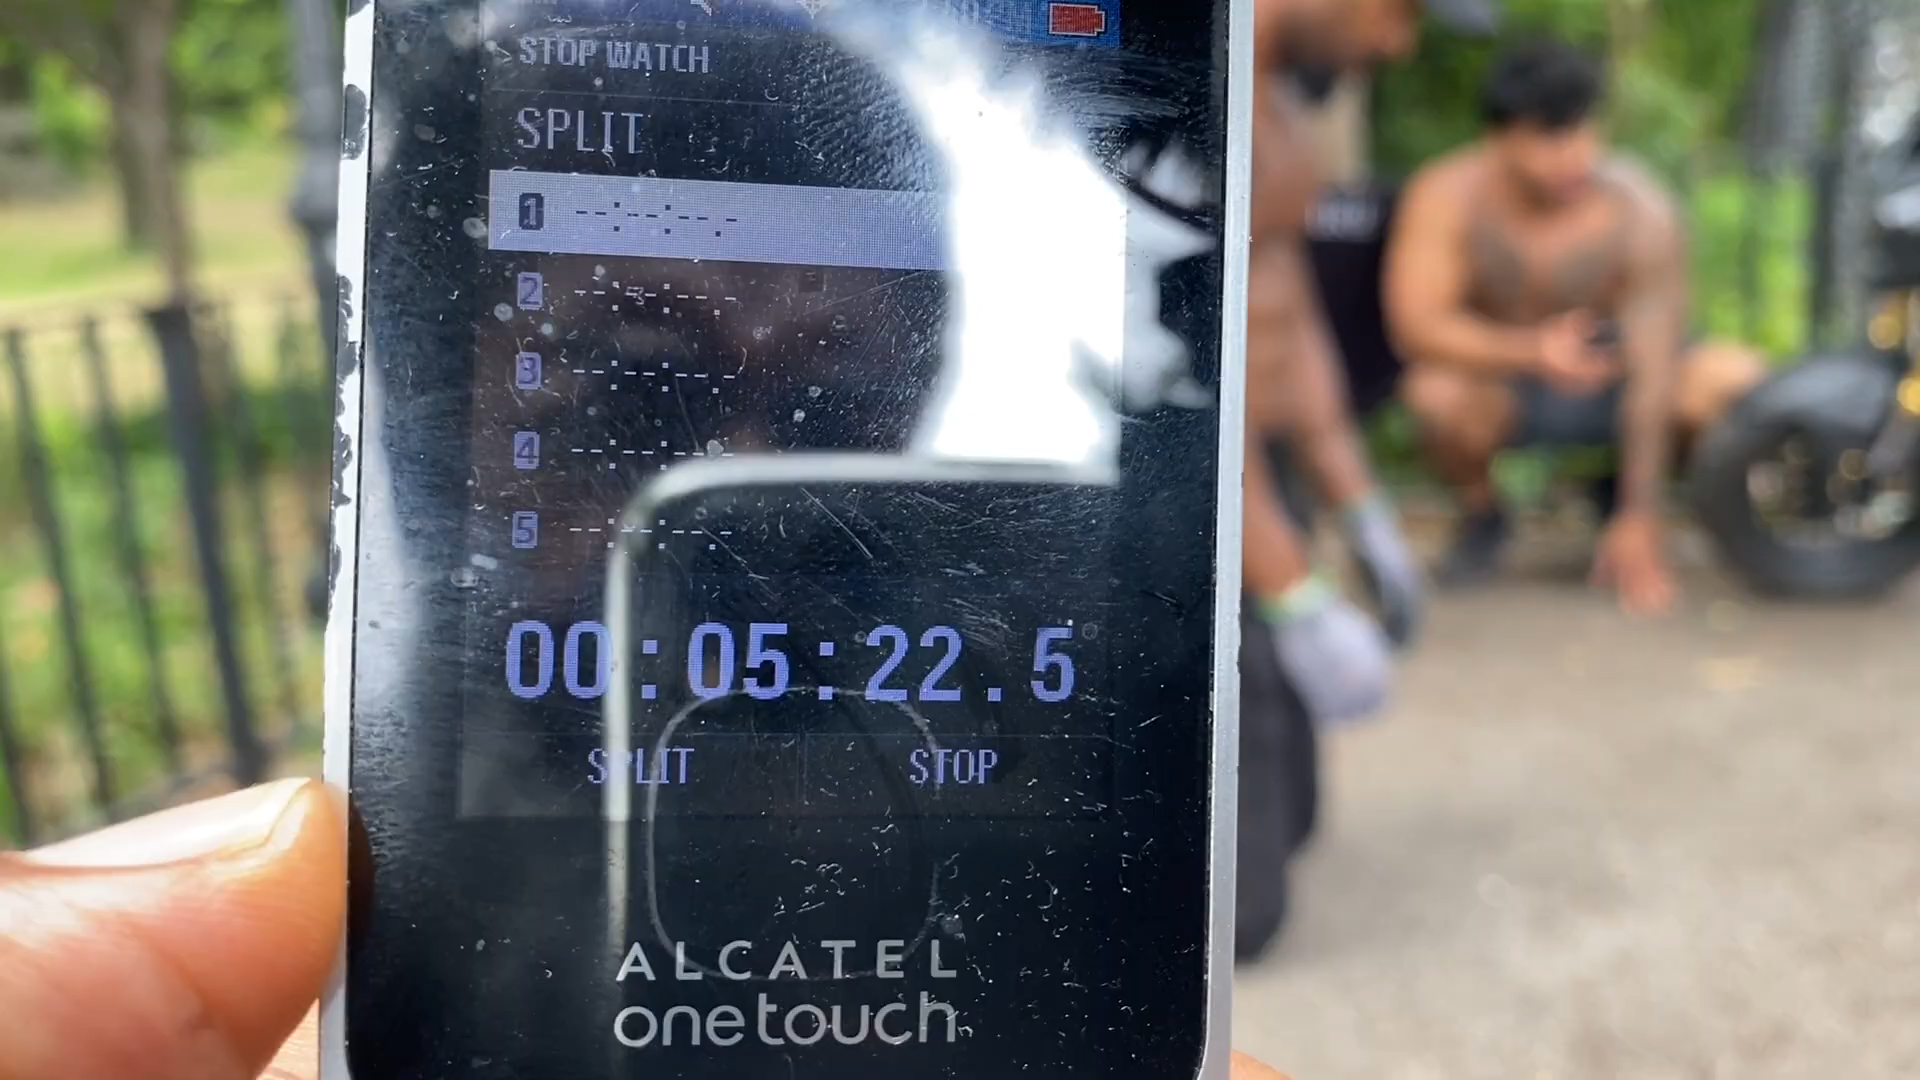 STOP WATCH
SPLIT
1 --:--:--.-
2 --:--:--.-
3 --:--:--.-
4 --:--:--.-
5 --:--:--.-
00:05:22.5
SPLIT STOP
ALCATEL
onetouch